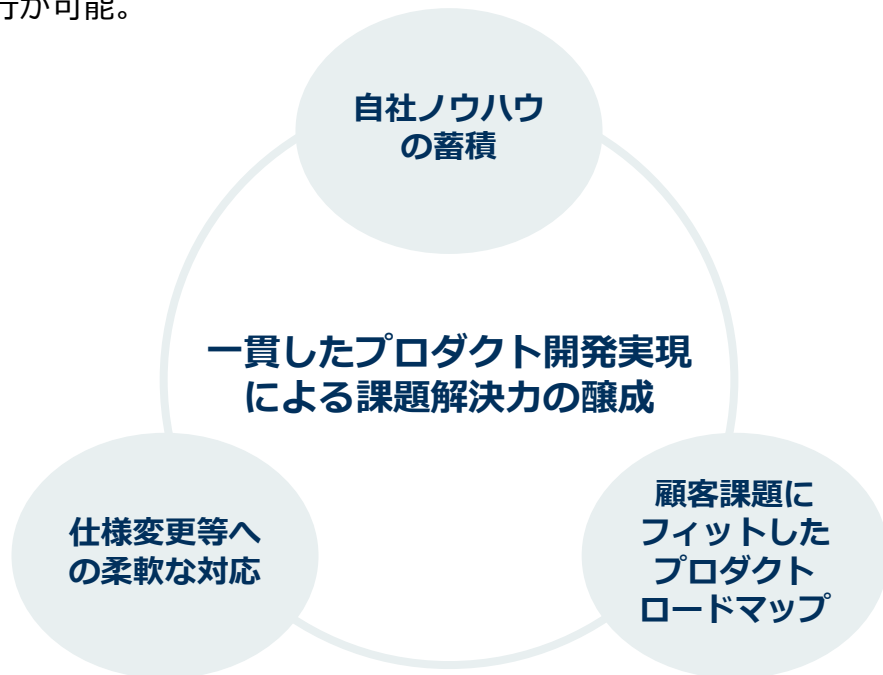 行が可能。
自社ノウハウ
の蓄積
一貫したプロダクト開発実現
による課題解決力の醸成
仕様変更等へ
の柔軟な対応
顧客課題に
フィットした
プロダクト
ロードマップ